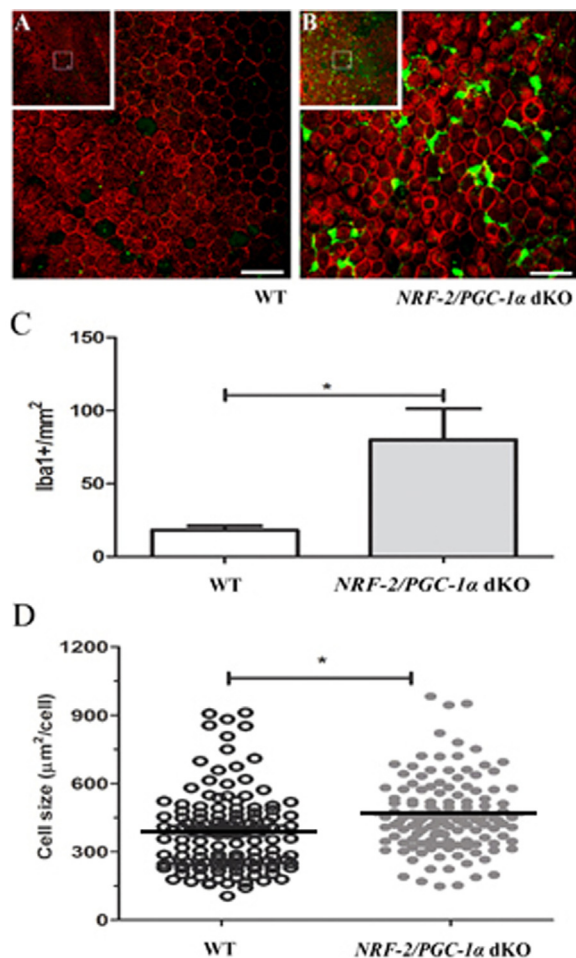 A
B
WT
NRF-2/PGC-1α dKO
C
150
100
50
0
Iba1+/mm²
*
WT
NRF-2/PGC-1α dKO
D
1200
900
600
300
0
Cell size (μm²/cell)
*
WT
NRF-2/PGC-1α dKO